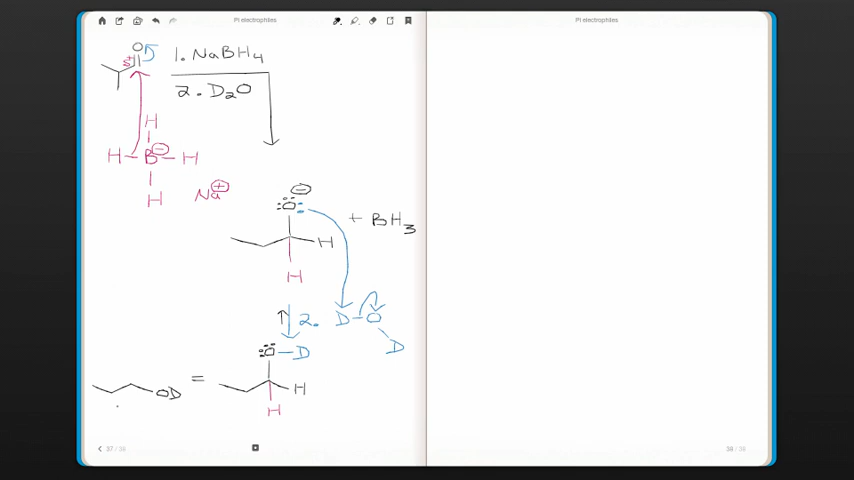 PI electrophiles
PI electrophiles
O
δ+
1. NaBH4
2. D2O
H
H - B⊖ - H
H
Na⊕
⊖
:Ö:
+ BH3
H
H
2. D - O
D
:Ö - D
OD = H
H
37 / 38
38 / 38